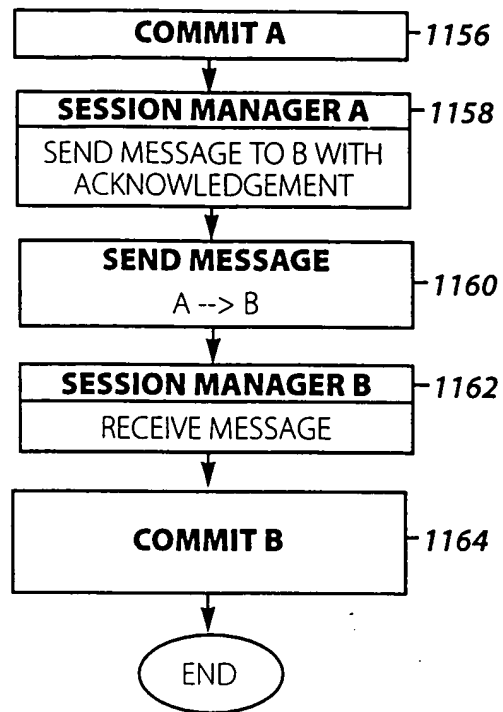 COMMIT A
1156
SESSION MANAGER A
1158
SEND MESSAGE TO B WITH
ACKNOWLEDGEMENT
SEND MESSAGE
A --> B
1160
SESSION MANAGER B
1162
RECEIVE MESSAGE
COMMIT B
1164
END